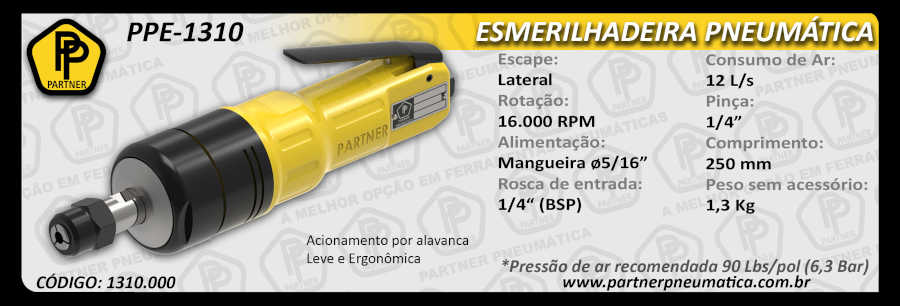 PARTNER
PPE-1310
ESMERILHADEIRA PNEUMÁTICA
Escape:
Lateral
Rotação:
16.000 RPM
Alimentação:
Mangueira ø5/16”
Rosca de entrada:
1/4“ (BSP)
Consumo de Ar:
12 L/s
Pinça:
1/4”
Comprimento:
250 mm
Peso sem acessório:
1,3 Kg
PARTNER
Acionamento por alavanca
Leve e Ergonômica
CÓDIGO: 1310.000
*Pressão de ar recomendada 90 Lbs/pol (6,3 Bar)
www.partnerpneumatica.com.br